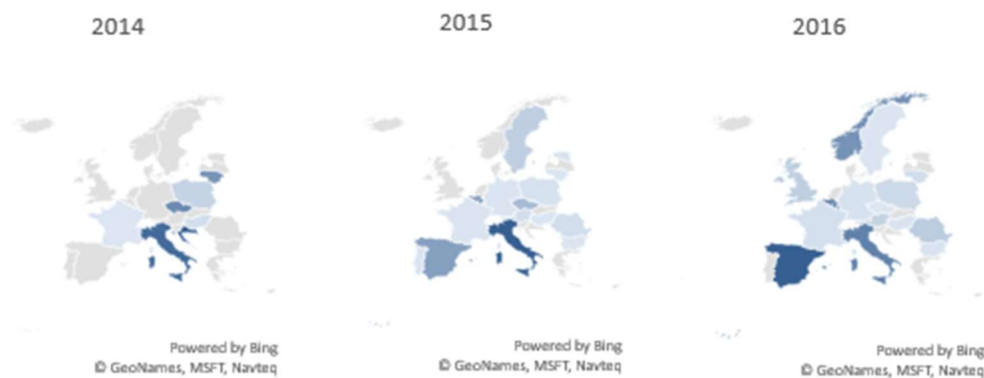 2014
2015
2016
Powered by Bing
© GeoNames, MSFT, Navteq
Powered by Bing
© GeoNames, MSFT, Navteq
Powered by Bing
© GeoNames, MSFT, Navteq